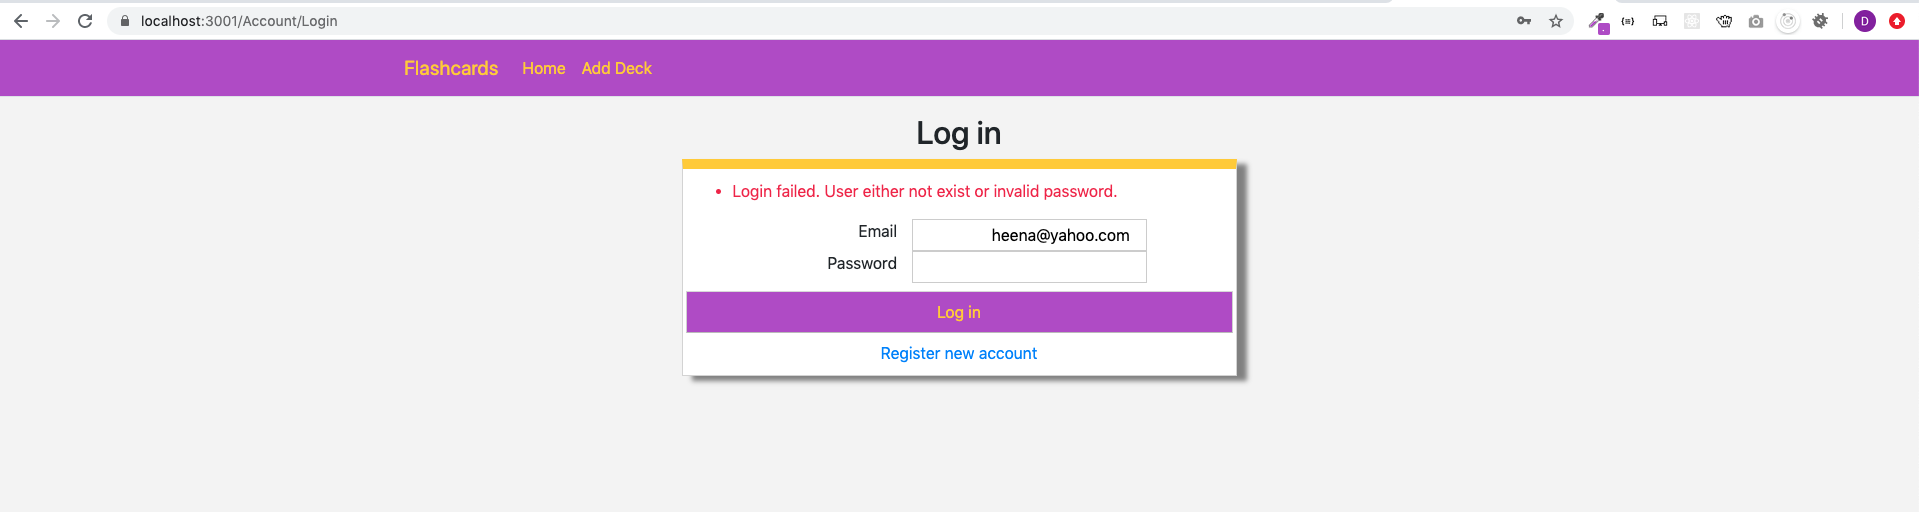 localhost:3001/Account/Login
D
Flashcards Home Add Deck
Log in
• Login failed. User either not exist or invalid password.
Email heena@yahoo.com
Password
Log in
Register new account